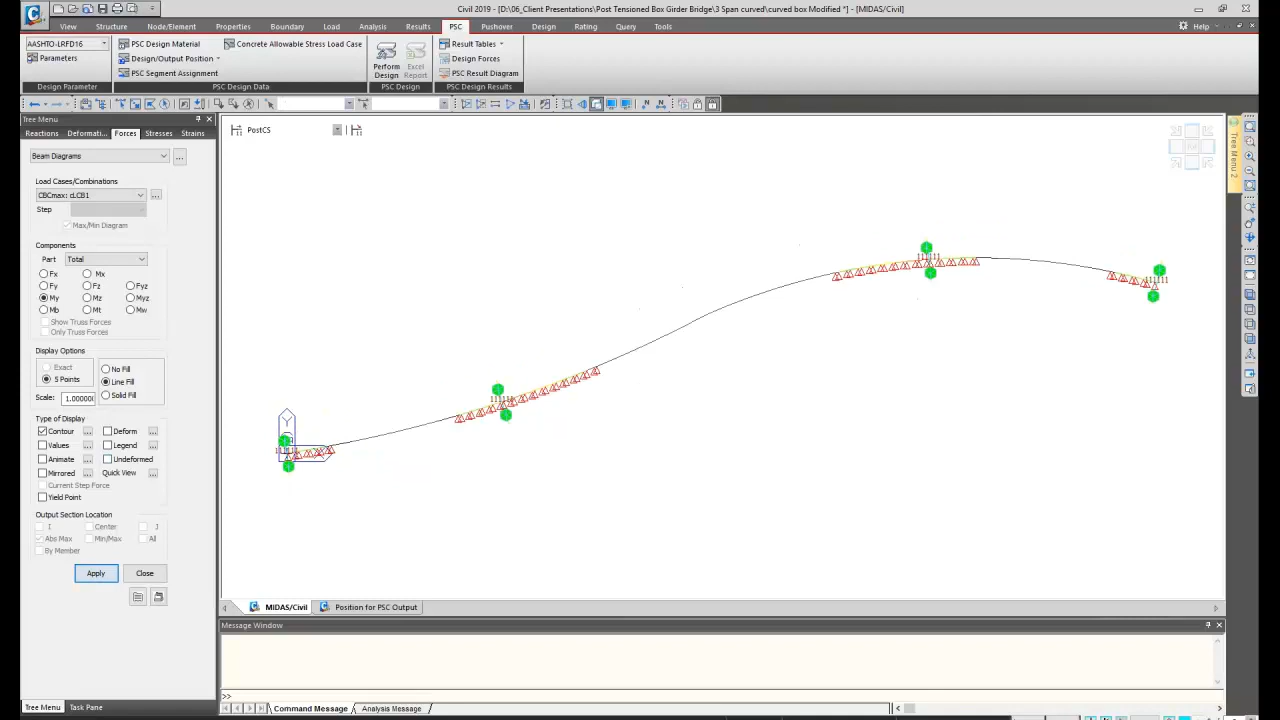 Civil 2019 - [D:\06_Client Presentations\Post Tensioned Box Girder Bridge\3 Span curved\curved box Modified *] - [MIDAS/Civil]
View Structure Node/Element Properties Boundary Load Analysis Results PSC Pushover Design Rating Query Tools Help
AASHTO-LRFD16 PSC Design Material Concrete Allowable Stress Load Case Result Tables
Parameters Design/Output Position Perform Design Excel Report Design Forces
PSC Segment Assignment PSC Result Diagram
Design Parameter PSC Design Data PSC Design PSC Design Results
Tree Menu
Reactions Deformati.. Forces Stresses Strains
PostCS
Beam Diagrams
Load Cases/Combinations
CBCmax: cLCB1
Step
Max/Min Diagram
Components
Part Total
Fx Mx
Fy Fz Fyz
My Mz Myz
Mb Mt Mw
Show Truss Forces
Only Truss Forces
Display Options
Exact No Fill
5 Points Line Fill
Scale: 1.00000 Solid Fill
Type of Display
Contour Deform
Values Legend
Animate Undeformed
Mirrored Quick View
Current Step Force
Yield Point
Output Section Location
I Center J
Abs Max Min/Max All
By Member
Apply Close
Tree Menu 2
MIDAS/Civil Position for PSC Output
Message Window
>>
Command Message Analysis Message
Tree Menu Task Pane